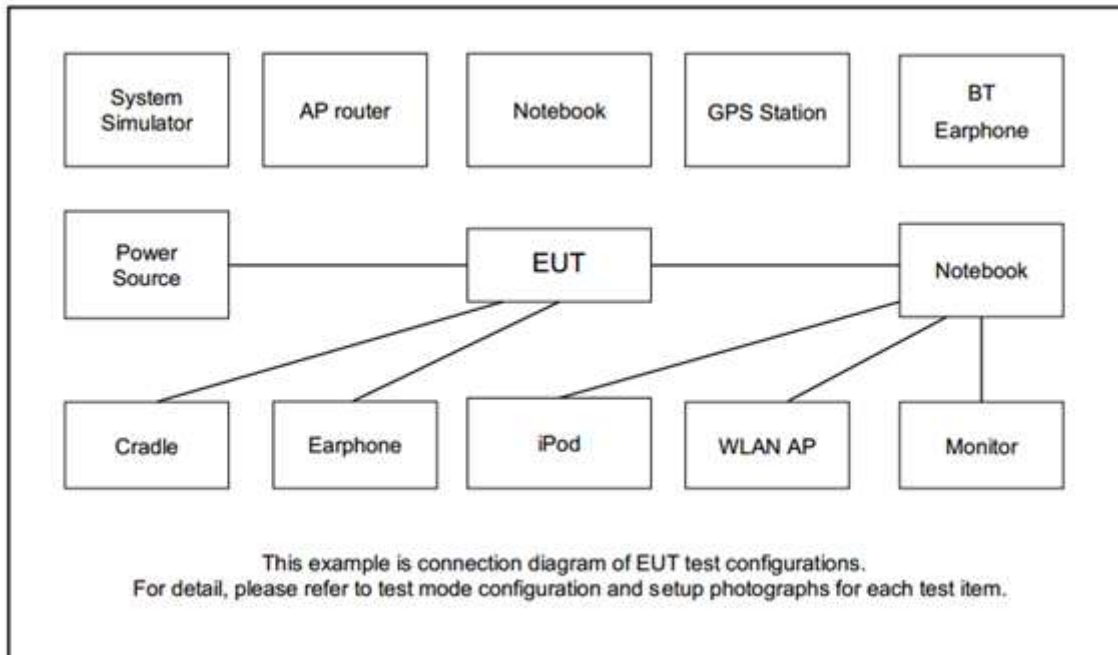 System
Simulator
AP router
Notebook
GPS Station
BT
Earphone
Power
Source
EUT
Notebook
Cradle
Earphone
iPod
WLAN AP
Monitor
This example is connection diagram of EUT test configurations.
For detail, please refer to test mode configuration and setup photographs for each test item.